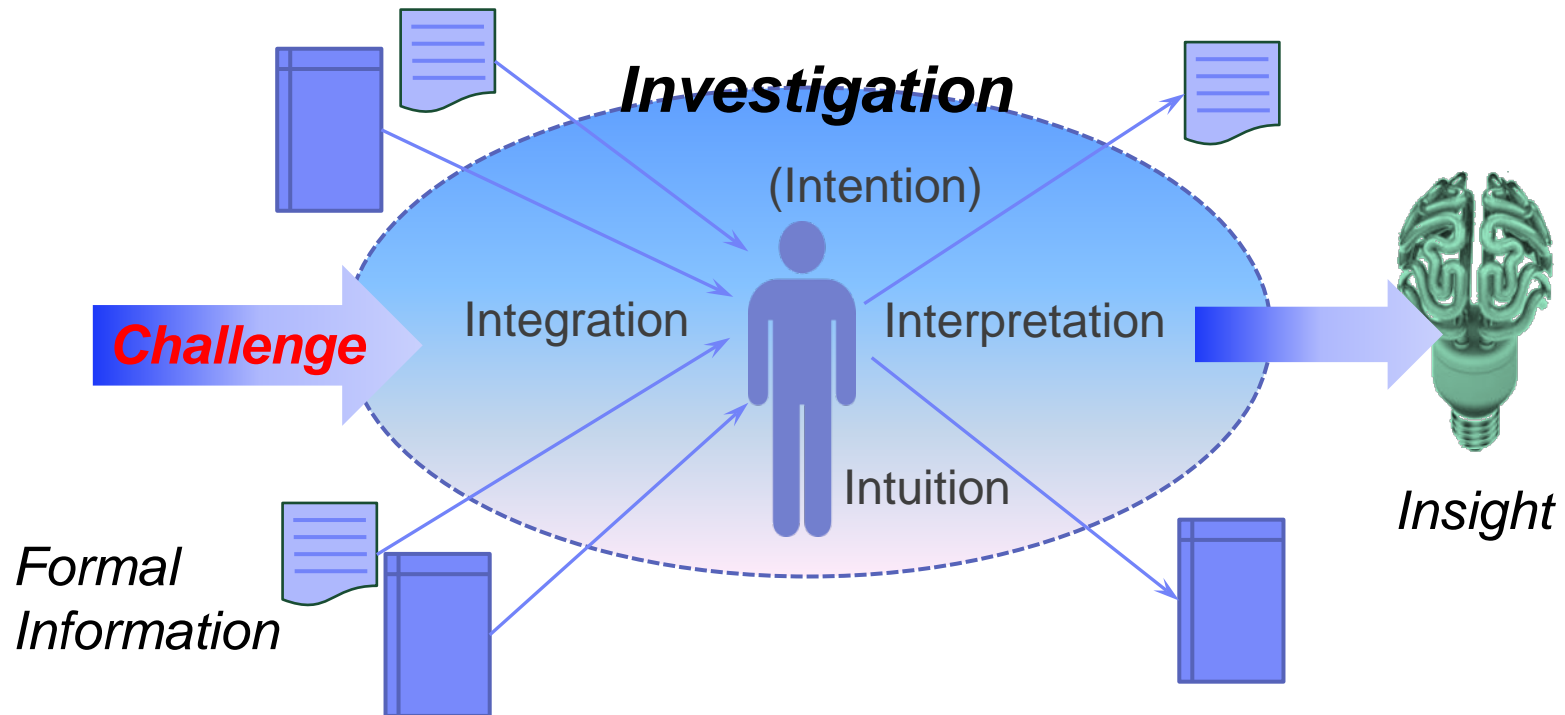 Investigation
(Intention)
Challenge
Integration
Interpretation
Intuition
Insight
Formal
Information